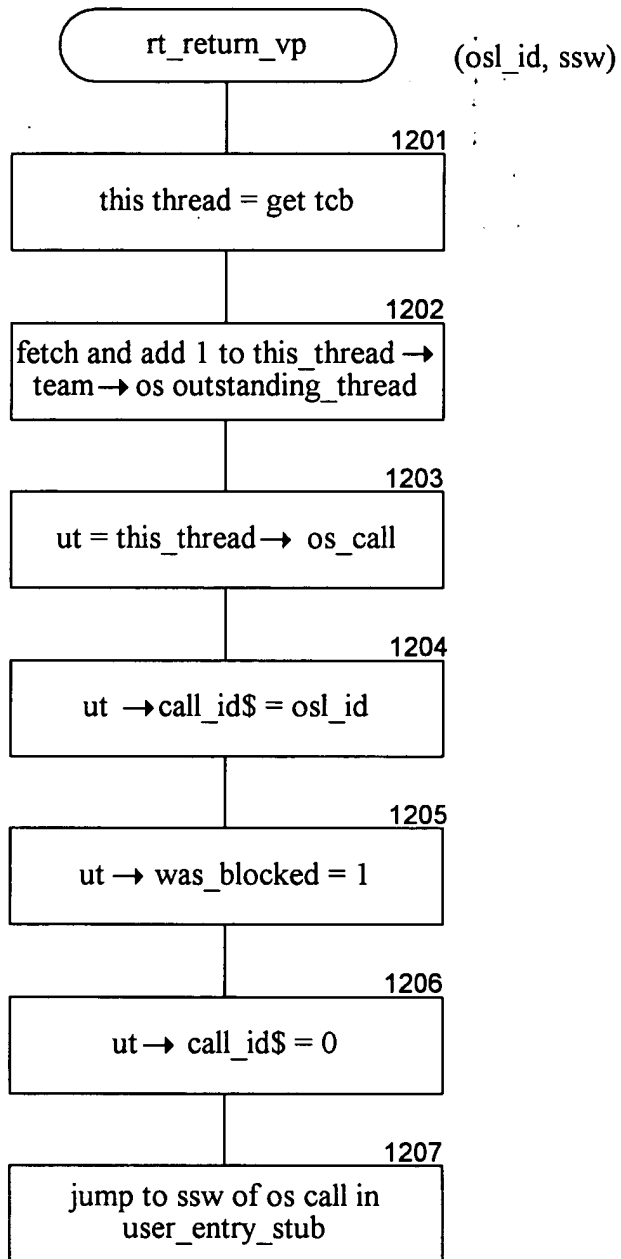 rt_return_vp
(osl_id, ssw)
1201
this thread = get tcb
1202
fetch and add 1 to this_thread →
team → os outstanding_thread
1203
ut = this_thread → os_call
1204
ut → call_id$ = osl_id
1205
ut → was_blocked = 1
1206
ut → call_id$ = 0
1207
jump to ssw of os call in
user_entry_stub